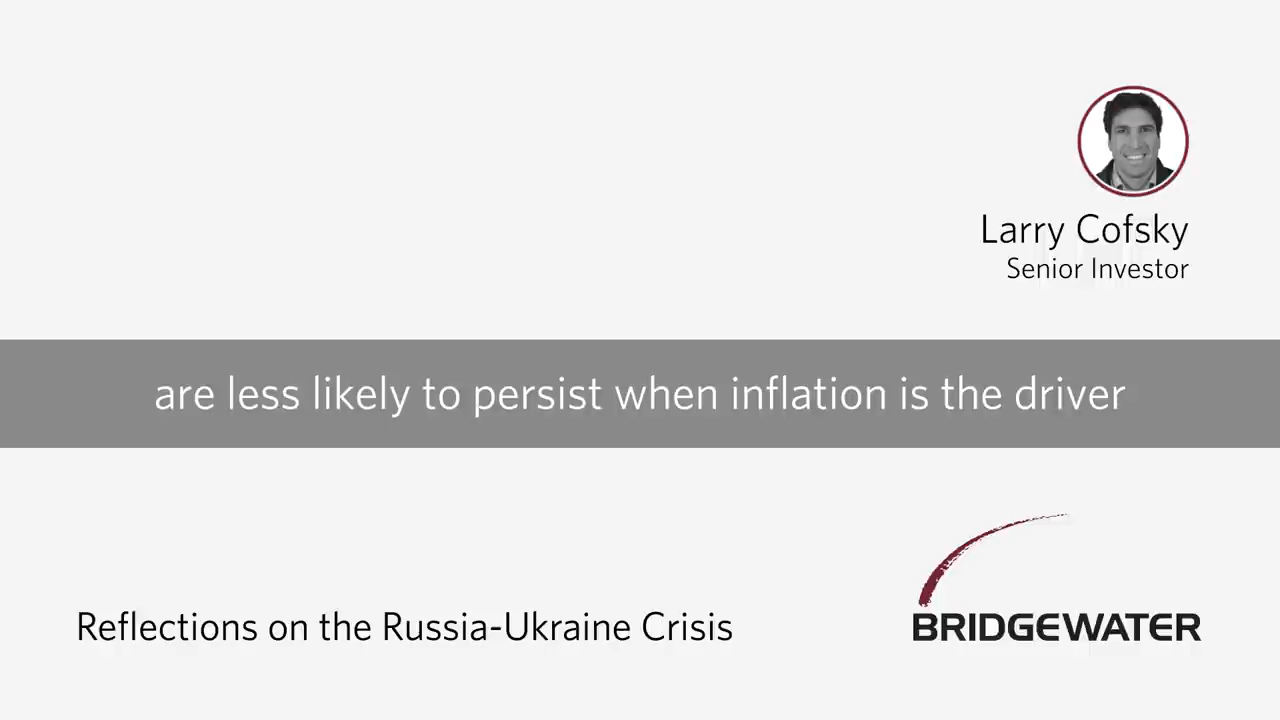 Larry Cofsky
Senior Investor
are less likely to persist when inflation is the driver
Reflections on the Russia-Ukraine Crisis
BRIDGEWATER